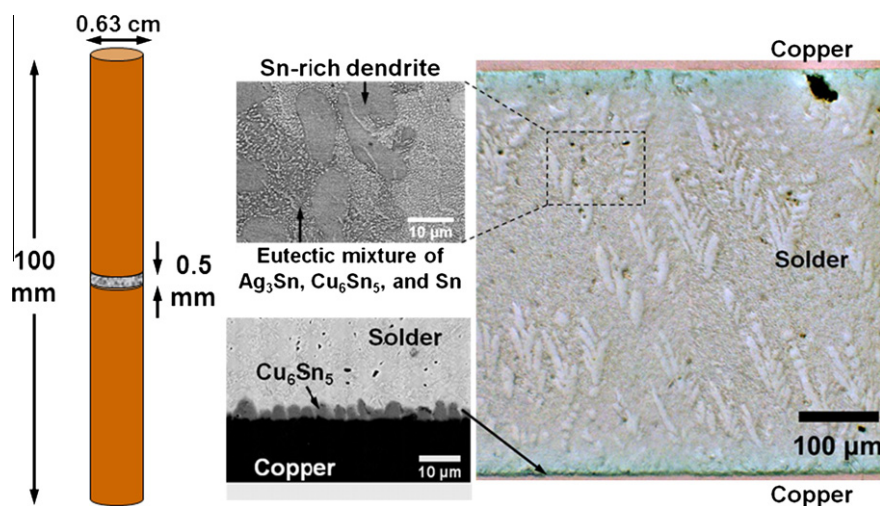 0.63 cm
100
mm
0.5
mm
Sn-rich dendrite
10 µm
Eutectic mixture of
Ag₃Sn, Cu₆Sn₅, and Sn
Solder
Cu₆Sn₅
Copper
10 µm
Copper
Solder
100 µm
Copper